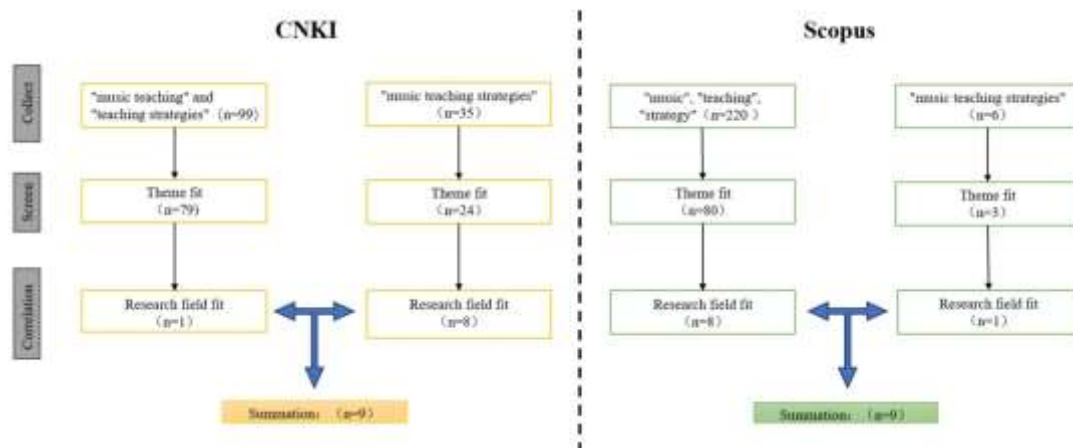 CNKI
Scopus
Collect
"music teaching" and
"teaching strategies"（n=99）
"music teaching strategies"
（n=35）
"music", "teaching",
"strategy"（n=220 ）
"music teaching strategies"
（n=6）
Screen
Theme fit
（n=79）
Theme fit
（n=24）
Theme fit
（n=80）
Theme fit
（n=3）
Correlation
Research field fit
（n=1）
Research field fit
（n=8）
Research field fit
（n=8）
Research field fit
（n=1）
Summation：（n=9）
Summation：（n=9）